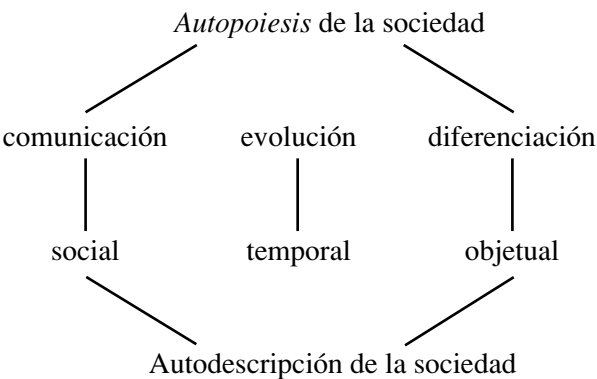 Autopoiesis de la sociedad
comunicación evolución diferenciación
social temporal objetual
Autodescripción de la sociedad